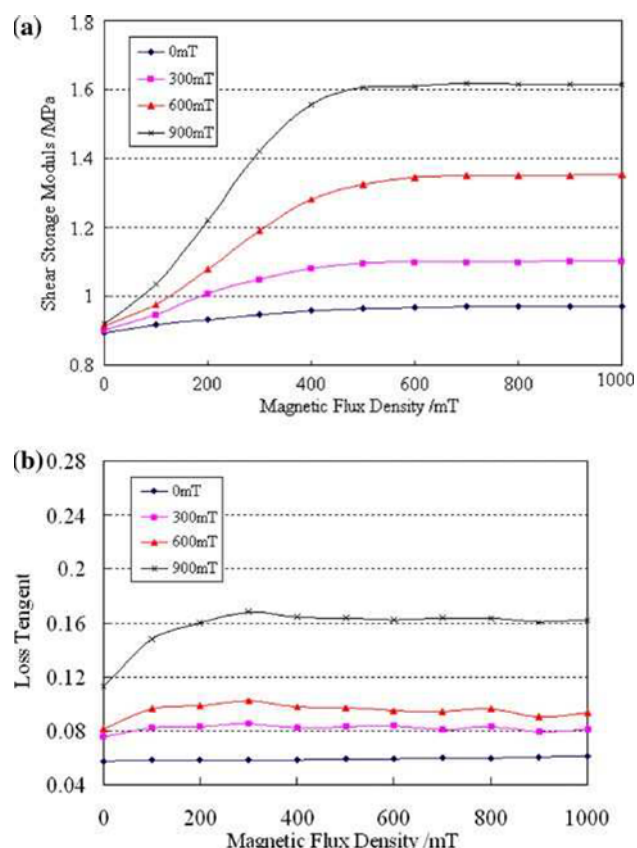 (a)
1.8
1.6
1.4
1.2
1
0.8
Shear Storage Moduls /MPa
0mT
300mT
600mT
900mT
0 200 400 600 800 1000
Magnetic Flux Density /mT
(b)
0.28
0.24
0.2
0.16
0.12
0.08
0.04
Loss Tengent
0mT
300mT
600mT
900mT
0 200 400 600 800 1000
Magnetic Flux Density /mT